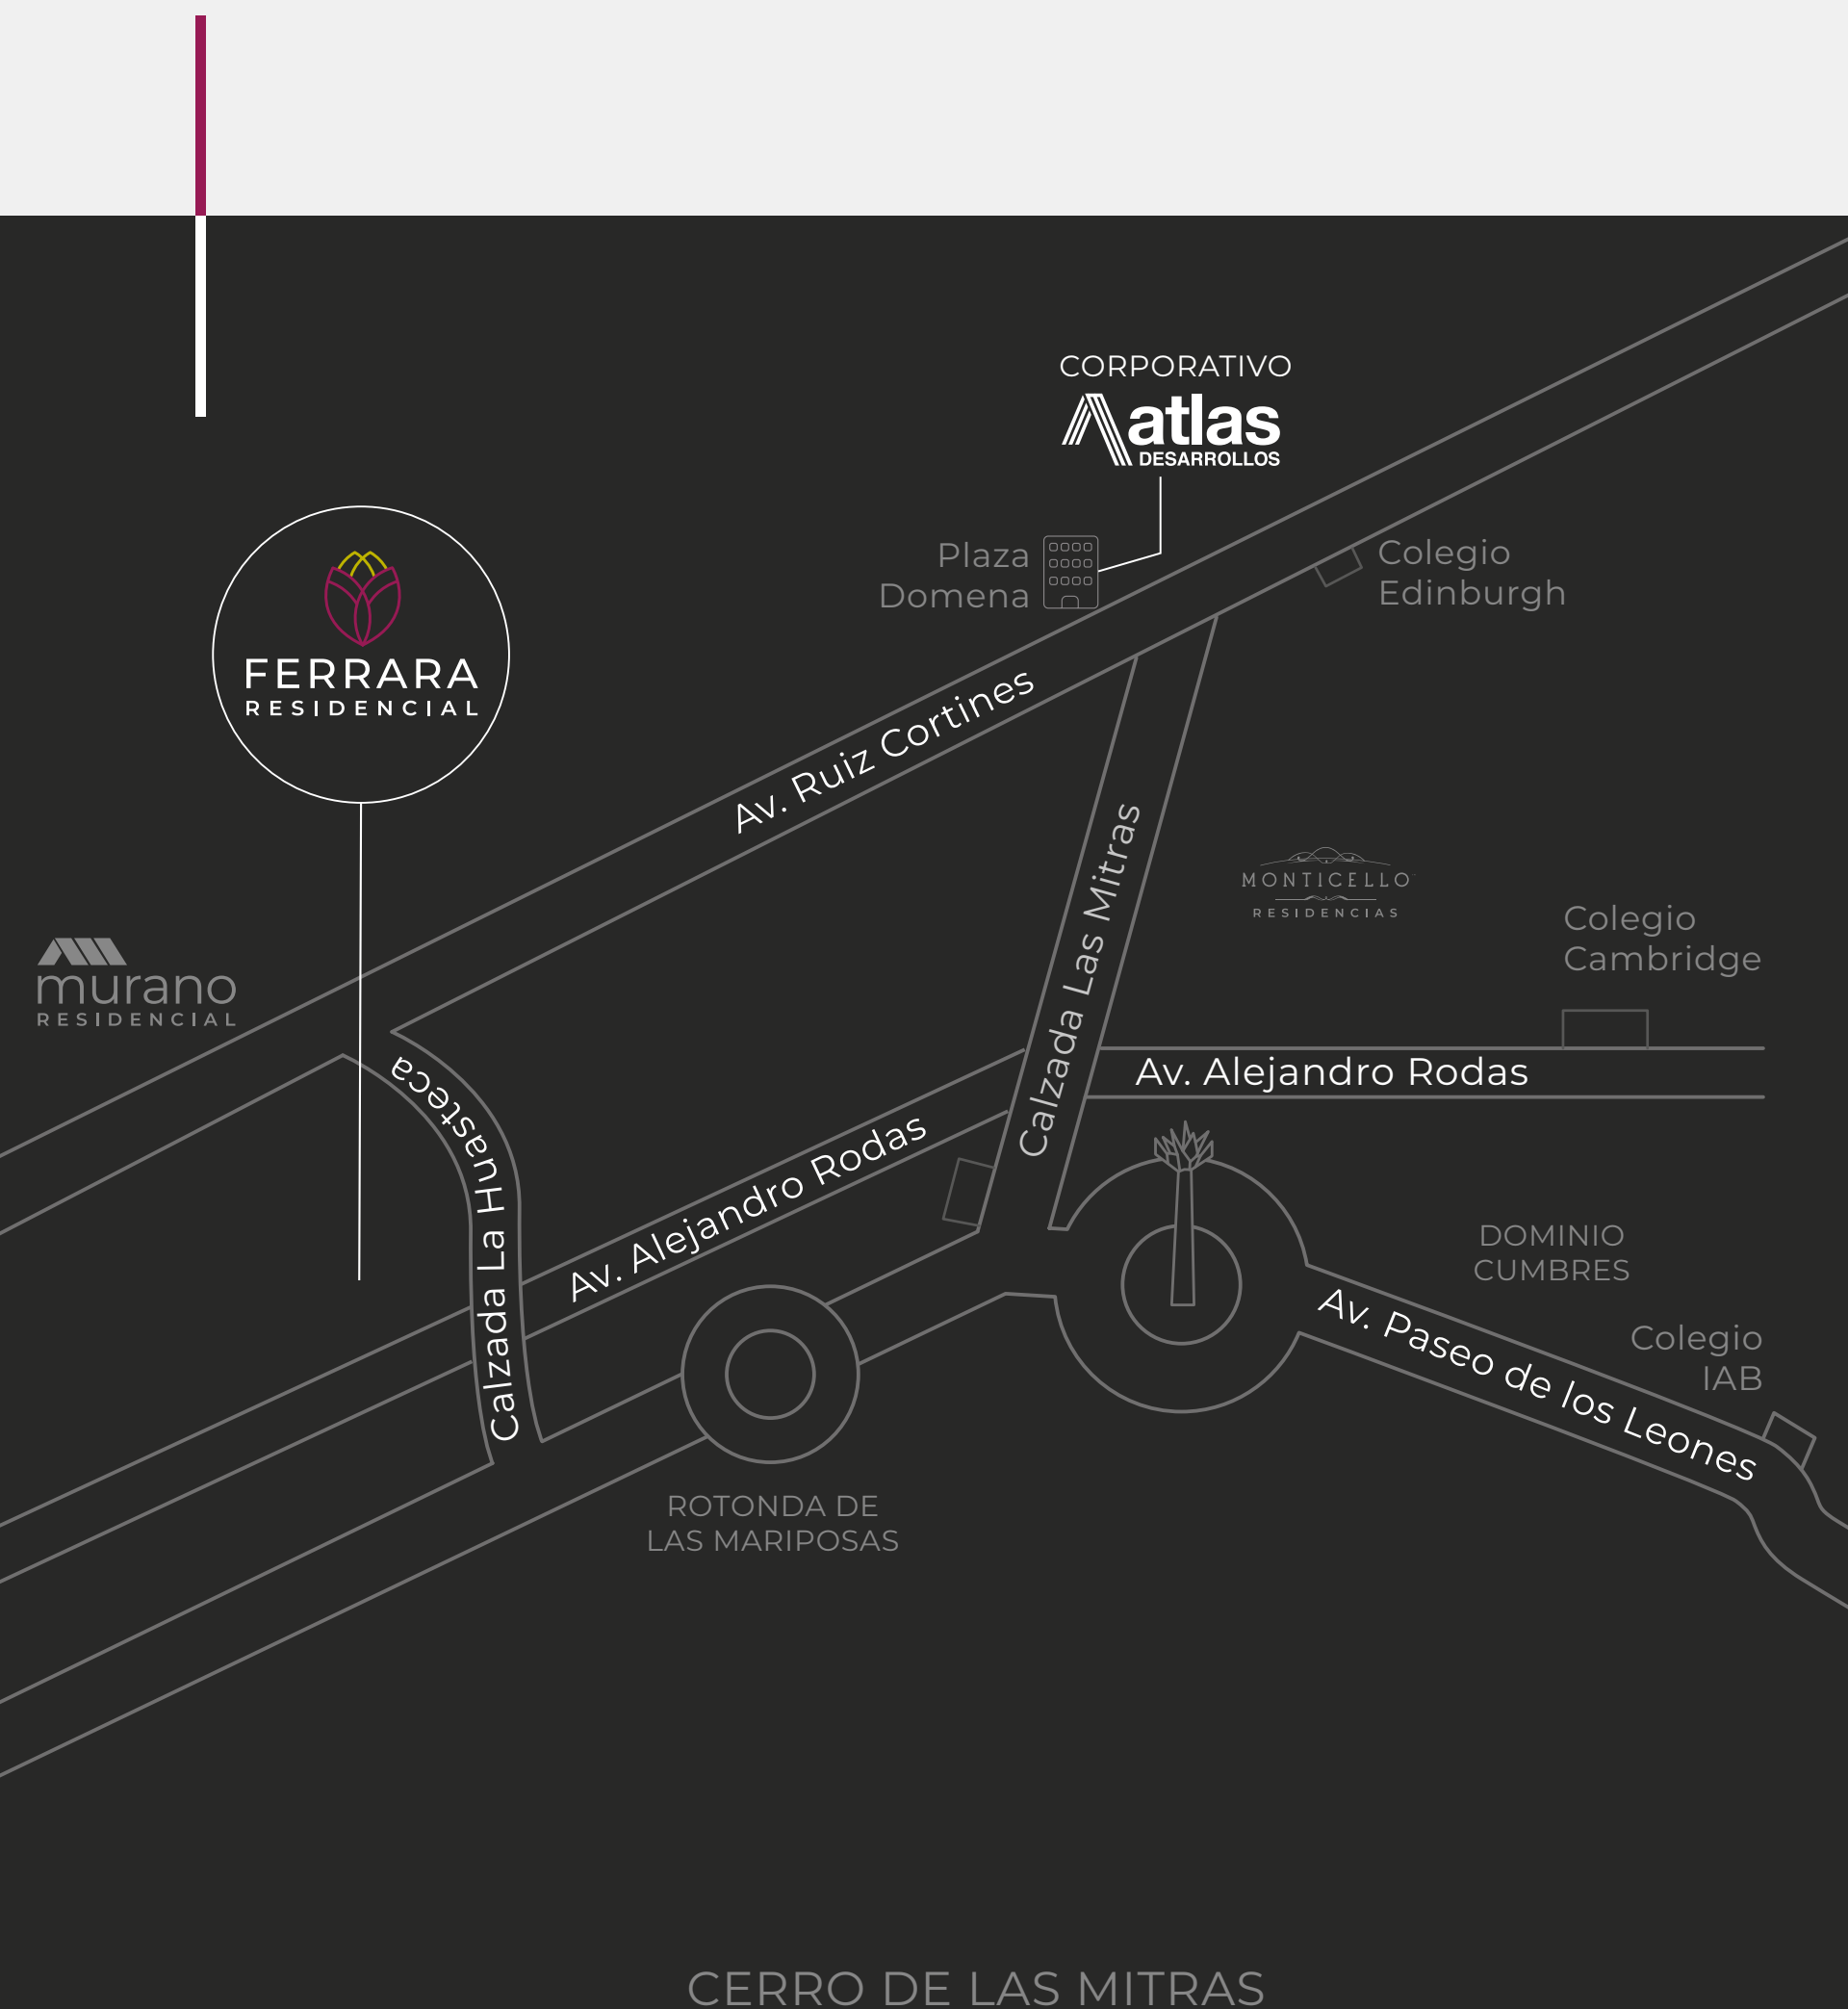 CORPORATIVO
atlas
DESARROLLOS
Plaza
Domena
Colegio
Edinburgh
FERRARA
RESIDENCIAL
Av. Ruiz Cortines
Calzada Las Mitras
MONTICELLO
RESIDENCIAS
Colegio
Cambridge
murano
RESIDENCIAL
Av. Alejandro Rodas
Calzada La Huasteca
Av. Alejandro Rodas
DOMINIO
CUMBRES
Av. Paseo de los Leones
Colegio
IAB
ROTONDA DE
LAS MARIPOSAS
CERRO DE LAS MITRAS